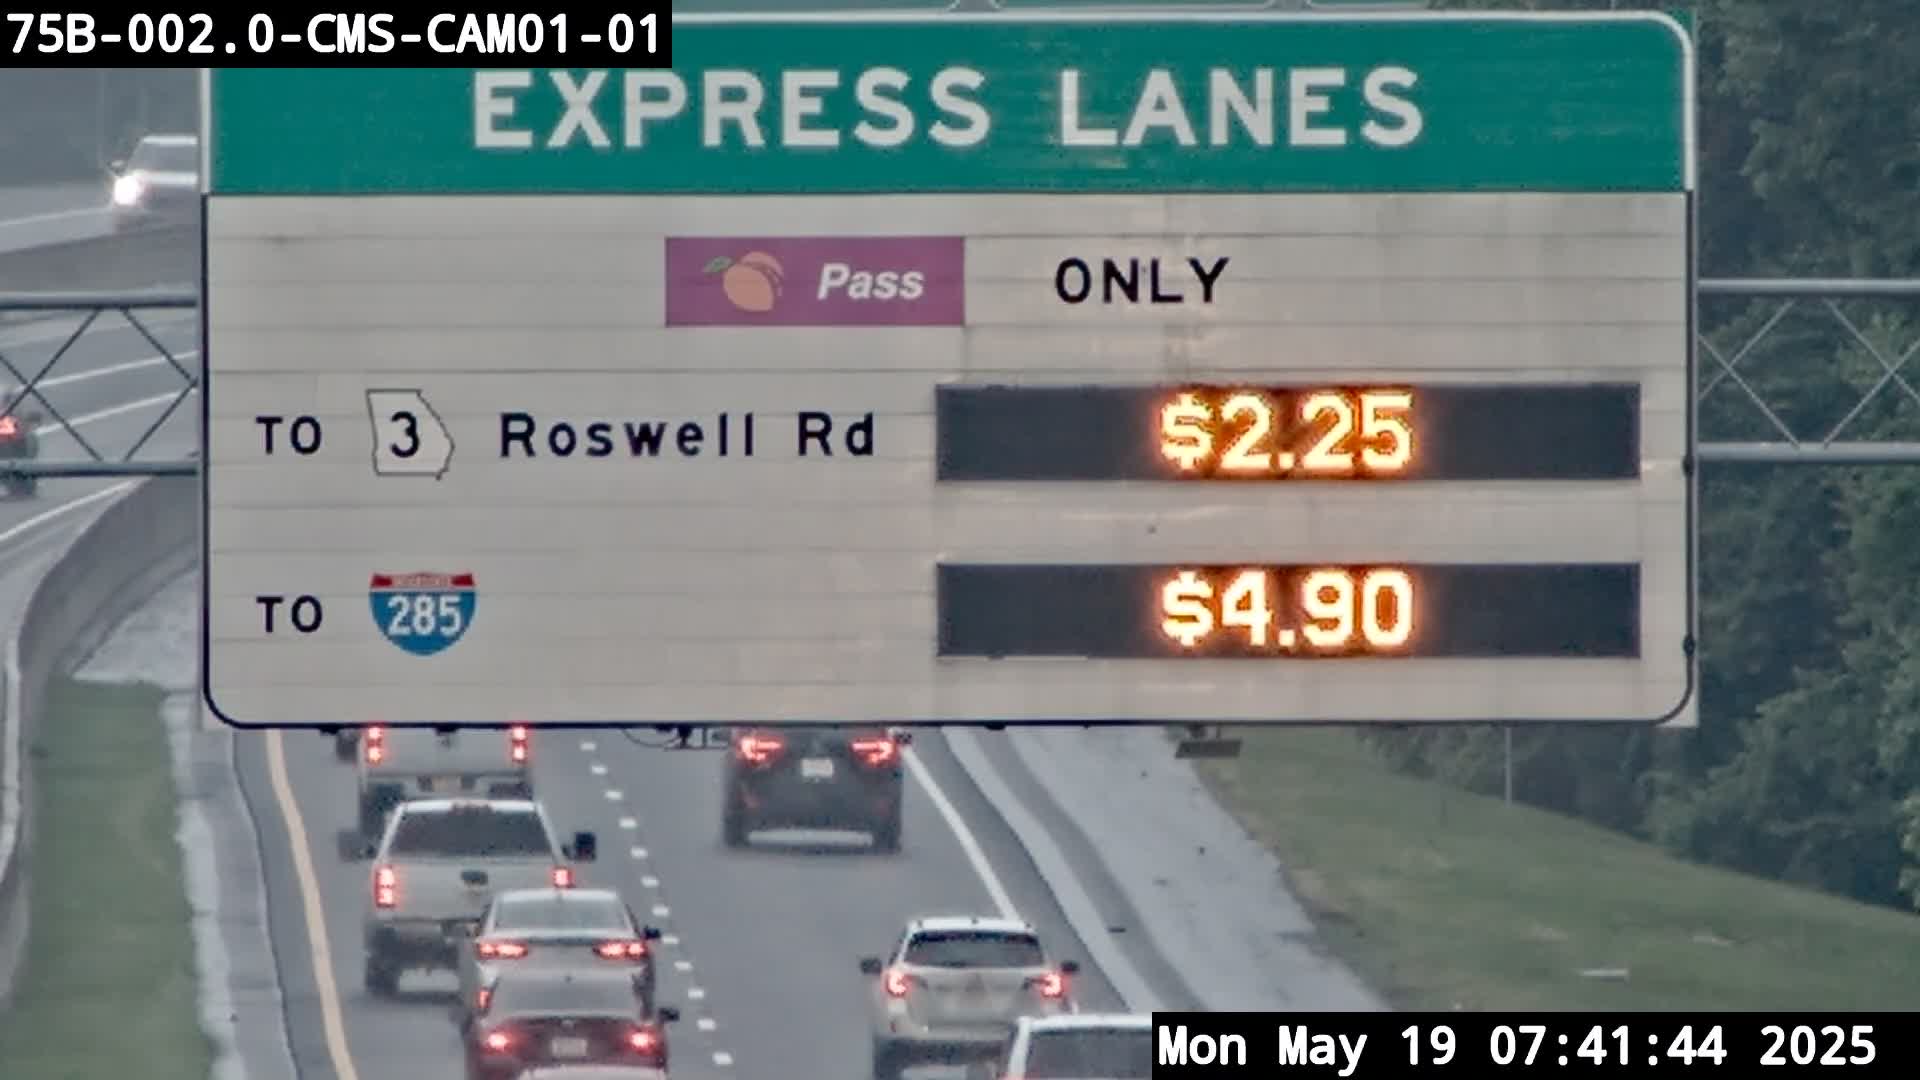 75B-002.0-CMS-CAM01-01
EXPRESS LANES
Pass ONLY
TO 3 Roswell Rd $2.25
TO 285 $4.90
Mon May 19 07:41:44 2025